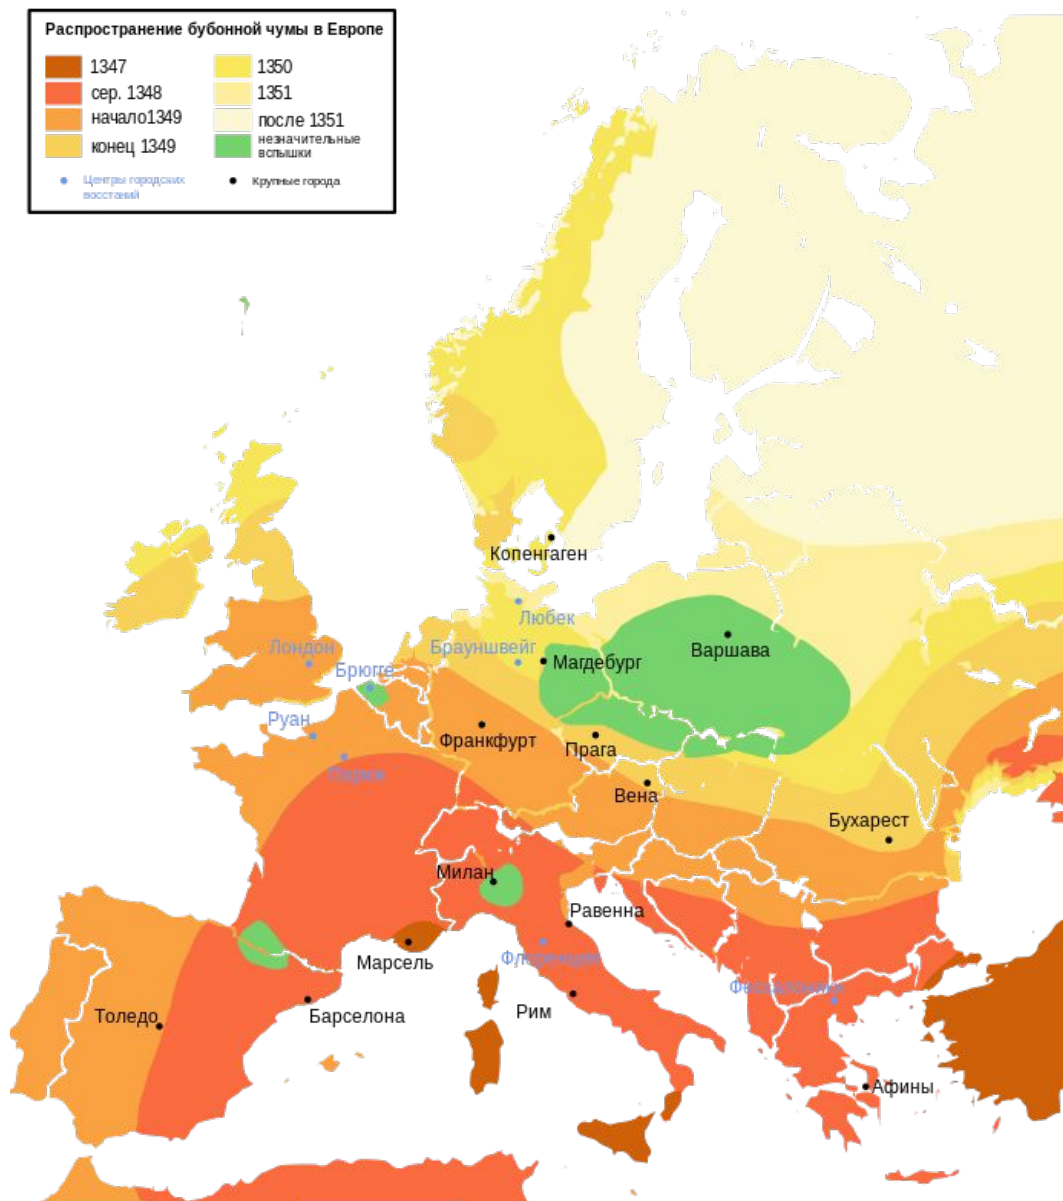 Распространение бубонной чумы в Европе
1347
1350
сер. 1348
1351
начало1349
после 1351
конец 1349
незначительные
вспышки
Центры городских
восстаний
Крупные города
Копенгаген
Любек
Варшава
Лондон
Брауншвейг
Магдебург
Брюгге
Руан
Франкфурт
Прага
Париж
Вена
Бухарест
Милан
Равенна
Марсель
Флоренция
Фессалоники
Толедо
Барселона
Рим
Афины